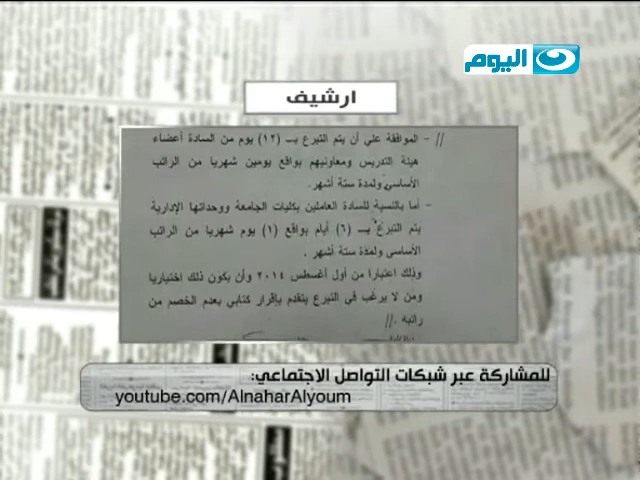 اليوم
ارشيف
// - الموافقة علي أن يتم التبرع بـ (١٢) يوم من السادة أعضاء
هيئة التدريس ومعاونيهم بواقع يومين شهريا من الراتب
الأساسي ولمدة ستة أشهر.
- أما بالنسبة للسادة العاملين بكليات الجامعة ووحداتها الإدارية
يتم التبرع بـ (٦) أيام بواقع (١) يوم شهريا من الراتب
الأساسى ولمدة ستة أشهر.
وذلك اعتبارا من أول أغسطس ٢٠١٤ وأن يكون ذلك اختياريا
ومن لا يرغب فى التبرع يتقدم بإقرار كتابي بعدم الخصم من
راتبه . //
للمشاركة عبر شبكات التواصل الاجتماعي:
youtube.com/AlnaharAlyoum